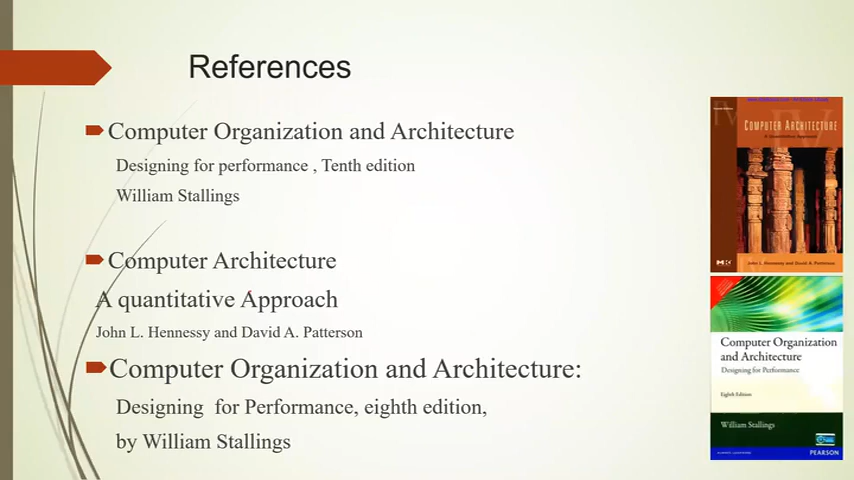 References
Computer Organization and Architecture
Designing for performance , Tenth edition
William Stallings
Computer Architecture
A quantitative Approach
John L. Hennessy and David A. Patterson
Computer Organization and Architecture:
Designing for Performance, eighth edition,
by William Stallings
IV
COMPUTER ARCHITECTURE
A Quantitative Approach
John L. Hennessy and David A. Patterson
Computer Organization
and Architecture
Designing for Performance
Eighth Edition
William Stallings
PEARSON